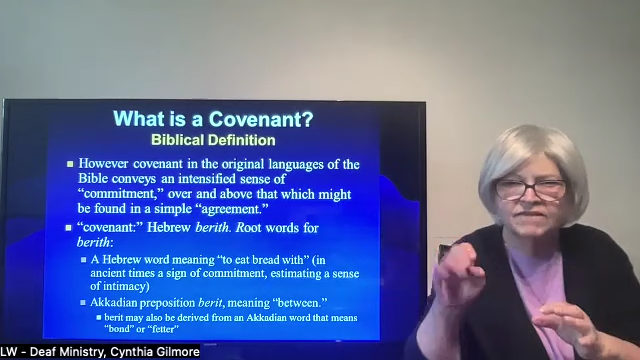 What is a Covenant?
Biblical Definition
However covenant in the original languages of the
Bible conveys an intensified sense of
"commitment," over and above that which might
be found in a simple "agreement."
"covenant:" Hebrew berith. Root words for
berith:
A Hebrew word meaning "to eat bread with" (in
ancient times a sign of commitment, estimating a sense
of intimacy)
Akkadian preposition berit, meaning "between."
berit may also be derived from an Akkadian word that means
"bond" or "fetter"
LW - Deaf Ministry, Cynthia Gilmore